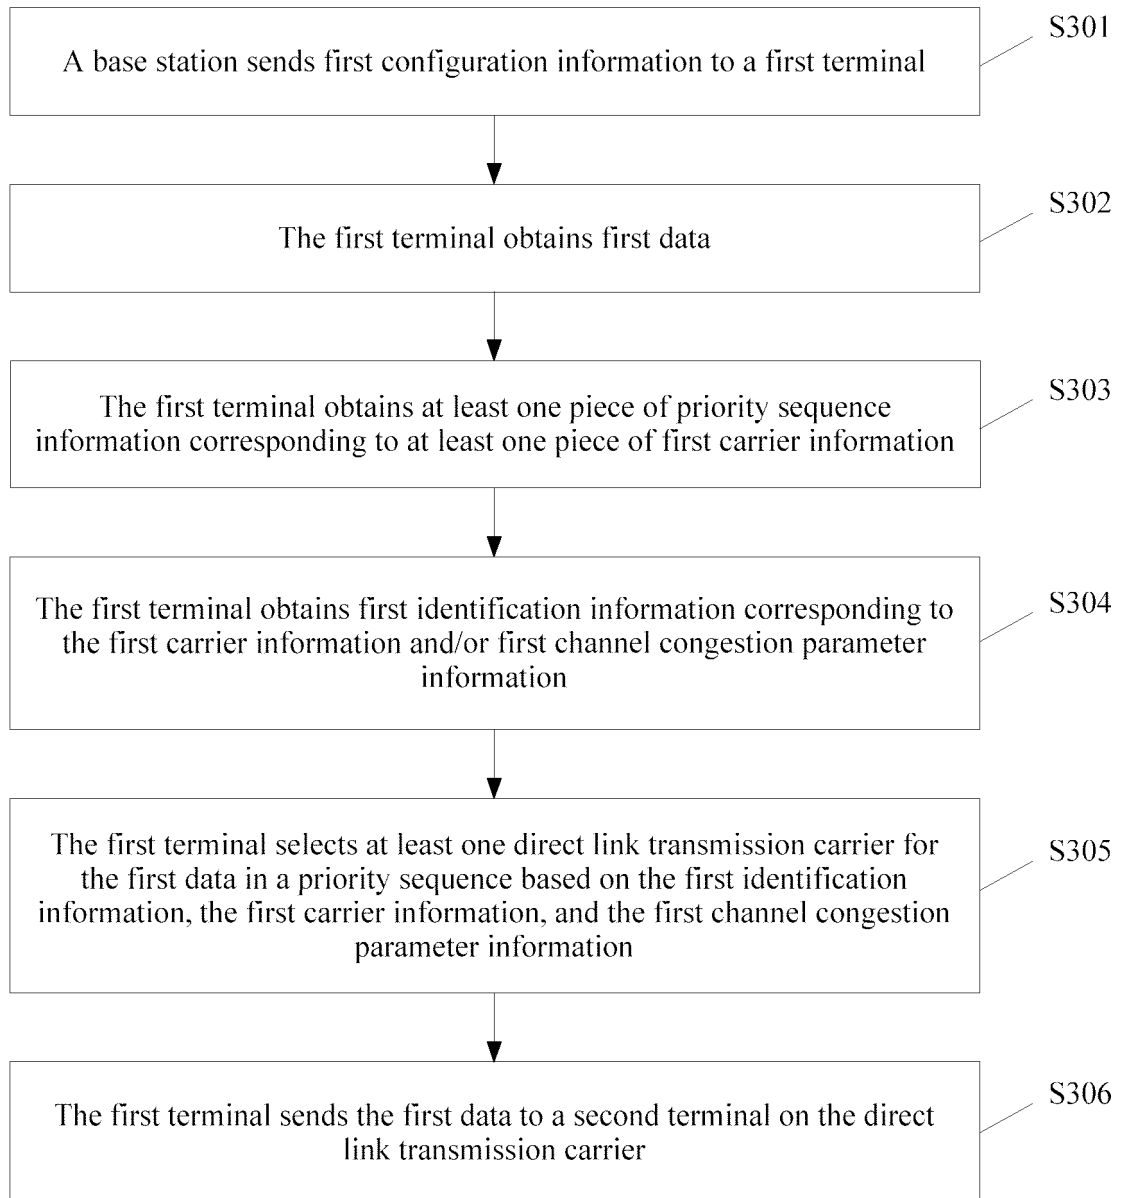 A base station sends first configuration information to a first terminal
S301
The first terminal obtains first data
S302
The first terminal obtains at least one piece of priority sequence
information corresponding to at least one piece of first carrier information
S303
The first terminal obtains first identification information corresponding to
the first carrier information and/or first channel congestion parameter
information
S304
The first terminal selects at least one direct link transmission carrier for
the first data in a priority sequence based on the first identification
information, the first carrier information, and the first channel congestion
parameter information
S305
The first terminal sends the first data to a second terminal on the direct
link transmission carrier
S306